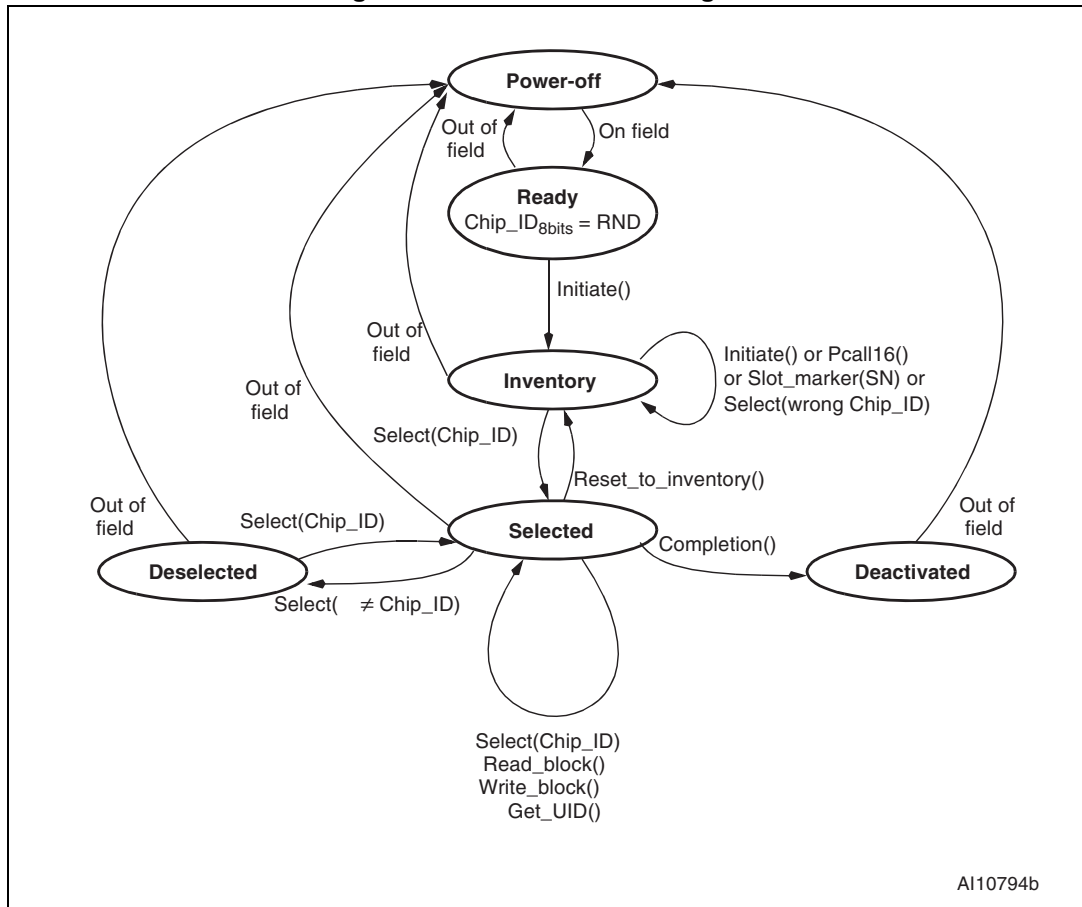 Power-off
Out of
field
On field
Ready
Chip_ID8bits = RND
Initiate()
Out of
field
Inventory
Initiate() or Pcall16()
or Slot_marker(SN) or
Select(wrong Chip_ID)
Out of
field
Select(Chip_ID)
Reset_to_inventory()
Out of
field
Select(Chip_ID)
Selected
Completion()
Out of
field
Deselected
Deactivated
Select( ≠ Chip_ID)
Select(Chip_ID)
Read_block()
Write_block()
Get_UID()
AI10794b